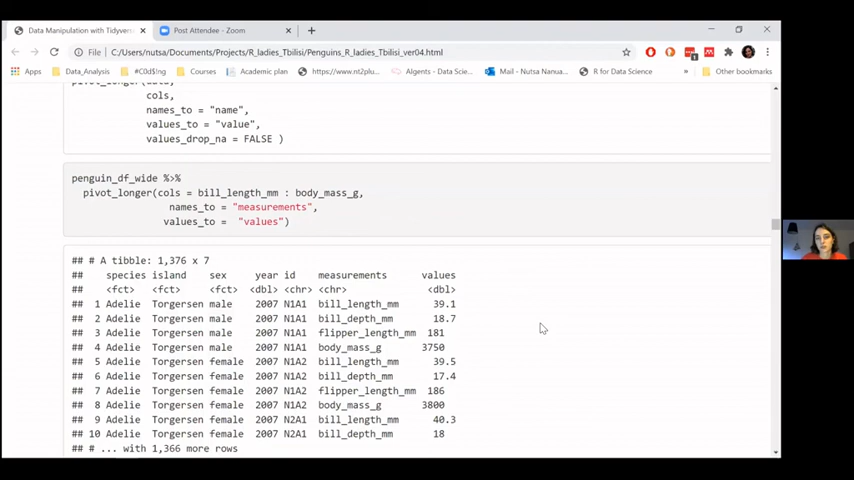 Data Manipulation with Tidyver
Post Attendee - Zoom
File
C:/Users/nutsa/Documents/Projects/R_ladies_Tbilisi/Penguins_R_ladies_Tbilisi_ver04.html
Apps
Data_Analysis
#C0d$!ng
Courses
Academic plan
https://www.nt2plu...
Algents - Data Scie...
Mail - Nutsa Nanua...
R for Data Science
»
Other bookmarks
cols,
names_to = "name",
values_to = "value",
values_drop_na = FALSE )
penguin_df_wide %>%
pivot_longer(cols = bill_length_mm : body_mass_g,
names_to = "measurements",
values_to =  "values")
## # A tibble: 1,376 x 7
##    species island    sex     year id    measurements      values
##    <fct>   <fct>     <fct>  <dbl> <chr> <chr>              <dbl>
##  1 Adelie  Torgersen male    2007 N1A1  bill_length_mm      39.1
##  2 Adelie  Torgersen male    2007 N1A1  bill_depth_mm       18.7
##  3 Adelie  Torgersen male    2007 N1A1  flipper_length_mm  181
##  4 Adelie  Torgersen male    2007 N1A1  body_mass_g       3750
##  5 Adelie  Torgersen female  2007 N1A2  bill_length_mm      39.5
##  6 Adelie  Torgersen female  2007 N1A2  bill_depth_mm       17.4
##  7 Adelie  Torgersen female  2007 N1A2  flipper_length_mm  186
##  8 Adelie  Torgersen female  2007 N1A2  body_mass_g       3800
##  9 Adelie  Torgersen female  2007 N2A1  bill_length_mm      40.3
## 10 Adelie  Torgersen female  2007 N2A1  bill_depth_mm       18
## # ... with 1,366 more rows